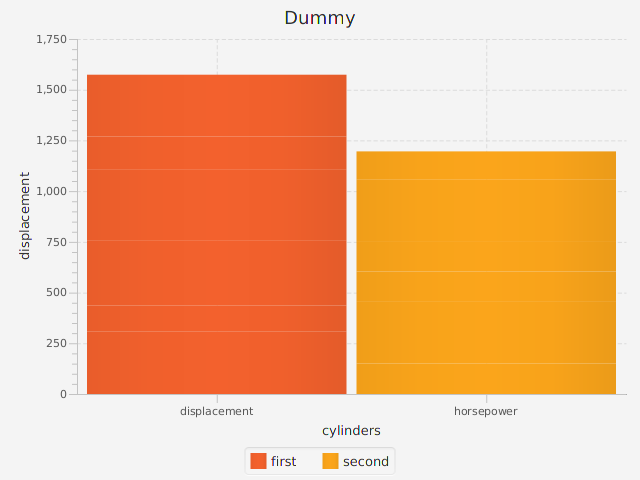 Dummy
1,750
1,500
1,250
1,000
750
500
250
0
displacement
displacement
horsepower
cylinders
first
second